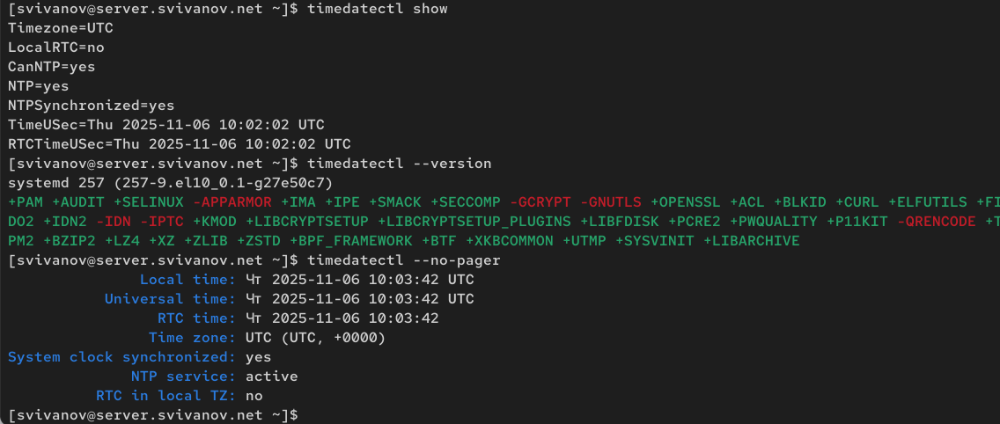 [svivanov@server.svivanov.net ~]$ timedatectl show
Timezone=UTC
LocalRTC=no
CanNTP=yes
NTP=yes
NTPSynchronized=yes
TimeUSec=Thu 2025-11-06 10:02:02 UTC
RTCTimeUSec=Thu 2025-11-06 10:02:02 UTC
[svivanov@server.svivanov.net ~]$ timedatectl --version
systemd 257 (257-9.el10_0.1-g27e50c7)
+PAM +AUDIT +SELINUX -APPARMOR +IMA +IPE +SMACK +SECCOMP -GCRYPT -GNUTLS +OPENSSL +ACL +BLKID +CURL +ELFUTILS +FI
DO2 +IDN2 -IDN -IPTC +KMOD +LIBCRYPTSETUP +LIBCRYPTSETUP_PLUGINS +LIBFDISK +PCRE2 +PWQUALITY +P11KIT -QRENCODE +T
PM2 +BZIP2 +LZ4 +XZ +ZLIB +ZSTD +BPF_FRAMEWORK +BTF +XKBCOMMON +UTMP +SYSVINIT +LIBARCHIVE
[svivanov@server.svivanov.net ~]$ timedatectl --no-pager
Local time: Чт 2025-11-06 10:03:42 UTC
Universal time: Чт 2025-11-06 10:03:42 UTC
RTC time: Чт 2025-11-06 10:03:42
Time zone: UTC (UTC, +0000)
System clock synchronized: yes
NTP service: active
RTC in local TZ: no
[svivanov@server.svivanov.net ~]$